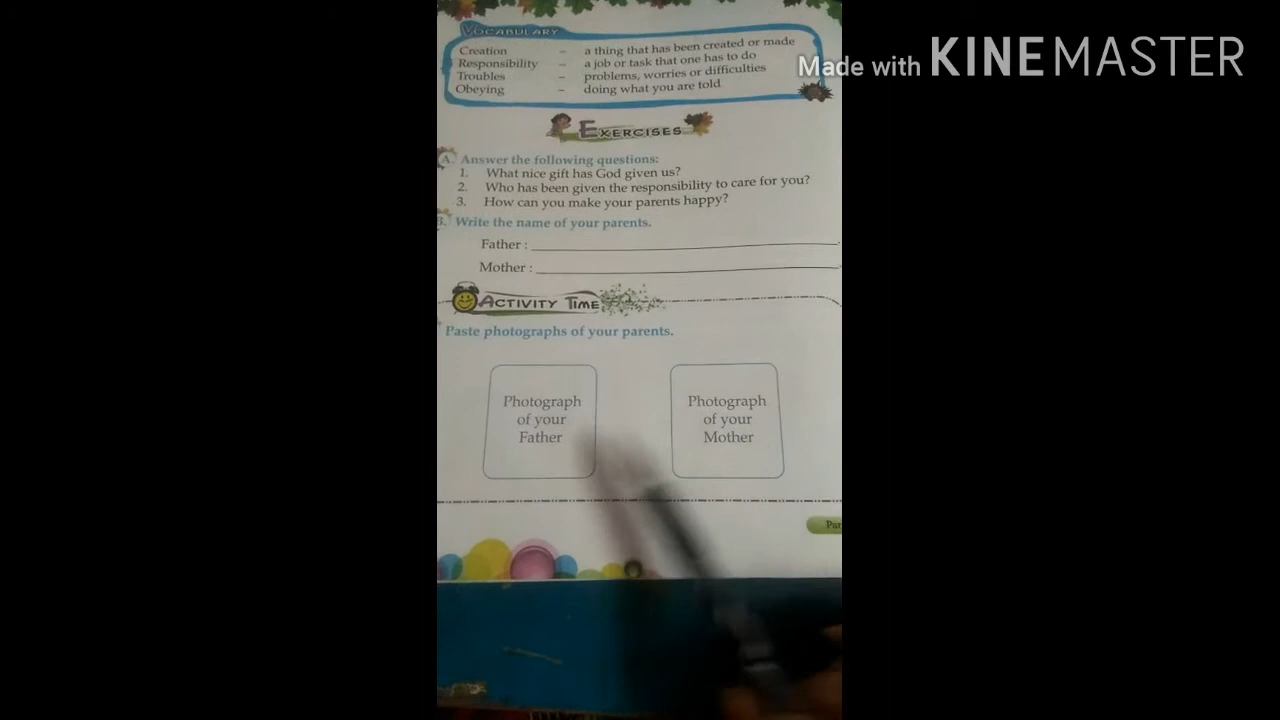 Made with KINEMASTER
VOCABULARY
Creation – a thing that has been created or made
Responsibility – a job or task that one has to do
Troubles – problems, worries or difficulties
Obeying – doing what you are told
EXERCISES
A. Answer the following questions:
1. What nice gift has God given us?
2. Who has been given the responsibility to care for you?
3. How can you make your parents happy?
B. Write the name of your parents.
Father :
Mother :
ACTIVITY TIME
Paste photographs of your parents.
Photograph
of your
Father
Photograph
of your
Mother